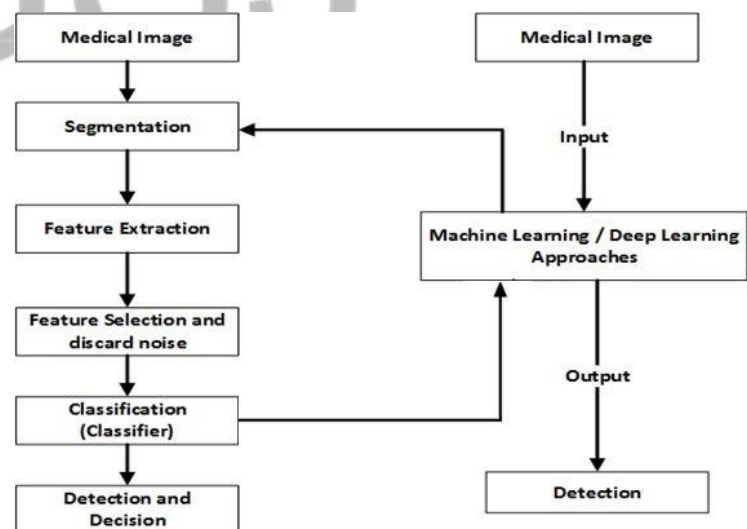 Medical Image
Segmentation
Feature Extraction
Feature Selection and
discard noise
Classification
(Classifier)
Detection and
Decision
Medical Image
Input
Machine Learning / Deep Learning
Approaches
Output
Detection